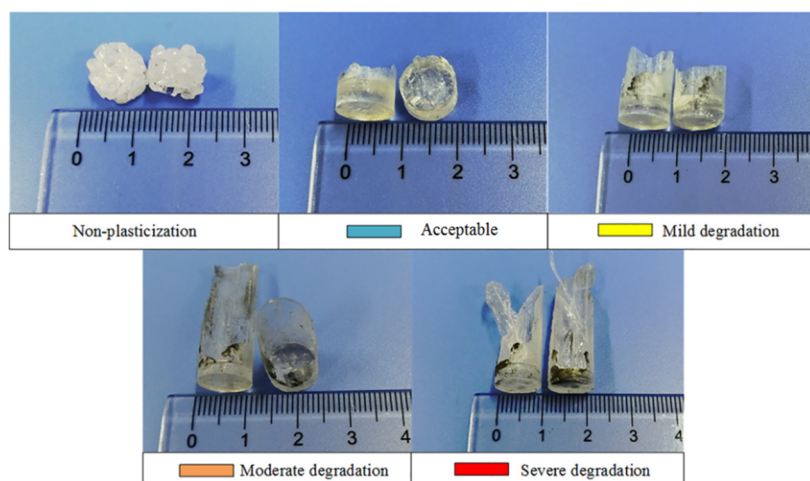 0 1 2 3
0 1 2 3
0 1 2 3
Non-plasticization
Acceptable
Mild degradation
0 1 2 3 4
0 1 2 3 4
Moderate degradation
Severe degradation